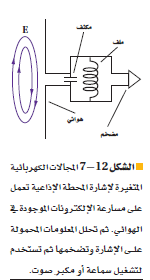 E
مكثف
ملف
هوائي
مضخم
الشكل 12–7 المجالات الكهربائية
المتغيرة لإشارة المحطة الإذاعية تعمل
على مسارعة الإلكترونات الموجودة في
الهوائي. ثم تحلل المعلومات المحمولة
على الإشارة وتضخمها ثم تستخدم
لتشغيل سماعة أو مكبر صوت.